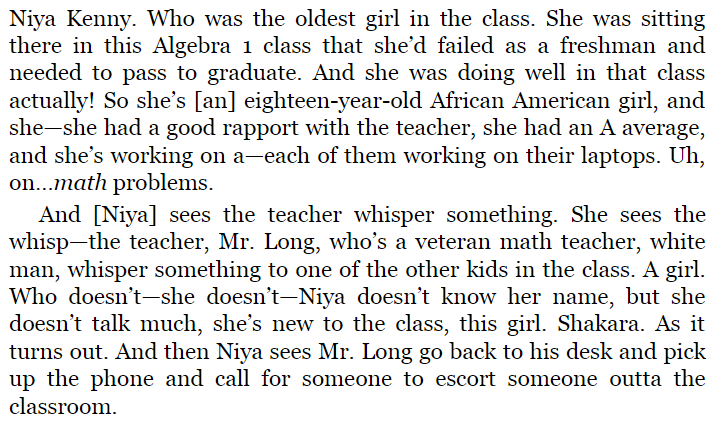 Niya Kenny. Who was the oldest girl in the class. She was sitting
there in this Algebra 1 class that she’d failed as a freshman and
needed to pass to graduate. And she was doing well in that class
actually! So she’s [an] eighteen-year-old African American girl, and
she—she had a good rapport with the teacher, she had an A average,
and she’s working on a—each of them working on their laptops. Uh,
on…math problems.
And [Niya] sees the teacher whisper something. She sees the
whisp—the teacher, Mr. Long, who’s a veteran math teacher, white
man, whisper something to one of the other kids in the class. A girl.
Who doesn’t—she doesn’t—Niya doesn’t know her name, but she
doesn’t talk much, she’s new to the class, this girl. Shakara. As it
turns out. And then Niya sees Mr. Long go back to his desk and pick
up the phone and call for someone to escort someone outta the
classroom.